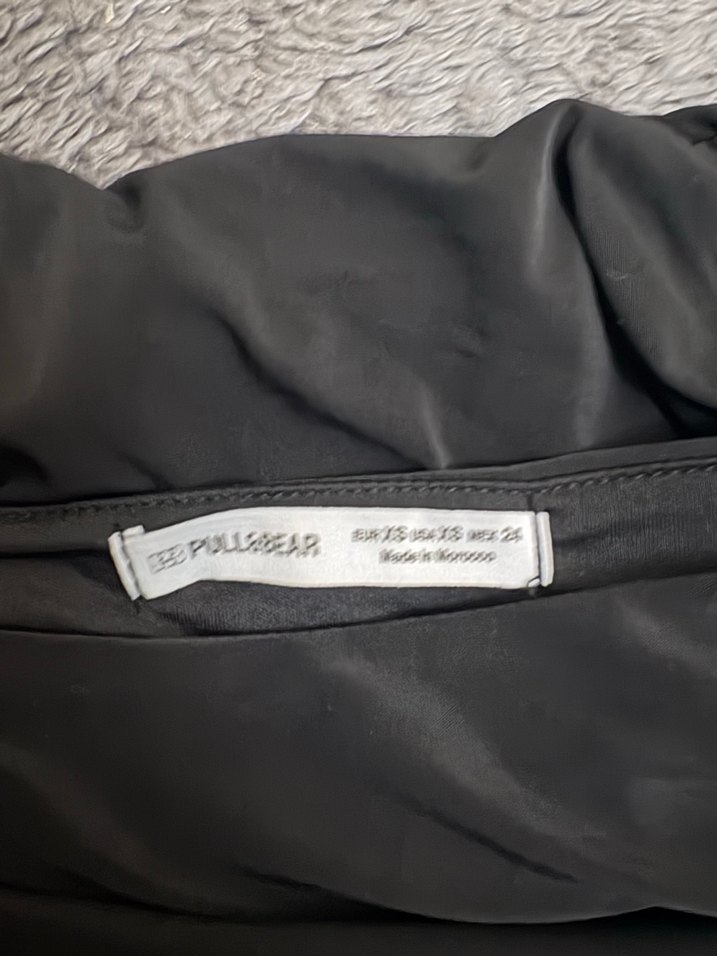 PULL&BEAR
EUR XS USA XS MEX 24
Made in Morocco